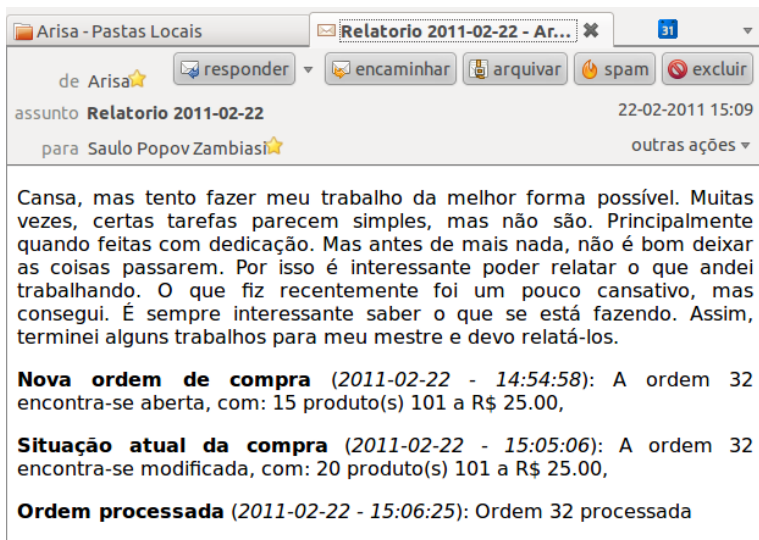 Arisa - Pastas Locais
Relatorio 2011-02-22 - Ar...
31
de Arisa
responder
encaminhar
arquivar
spam
excluir
assunto Relatorio 2011-02-22
22-02-2011 15:09
para Saulo Popov Zambiasi
outras ações
Cansa, mas tento fazer meu trabalho da melhor forma possível. Muitas
vezes, certas tarefas parecem simples, mas não são. Principalmente
quando feitas com dedicação. Mas antes de mais nada, não é bom deixar
as coisas passarem. Por isso é interessante poder relatar o que andei
trabalhando. O que fiz recentemente foi um pouco cansativo, mas
consegui. É sempre interessante saber o que se está fazendo. Assim,
terminei alguns trabalhos para meu mestre e devo relatá-los.
Nova ordem de compra (2011-02-22 - 14:54:58): A ordem 32
encontra-se aberta, com: 15 produto(s) 101 a R$ 25.00,
Situação atual da compra (2011-02-22 - 15:05:06): A ordem 32
encontra-se modificada, com: 20 produto(s) 101 a R$ 25.00,
Ordem processada (2011-02-22 - 15:06:25): Ordem 32 processada